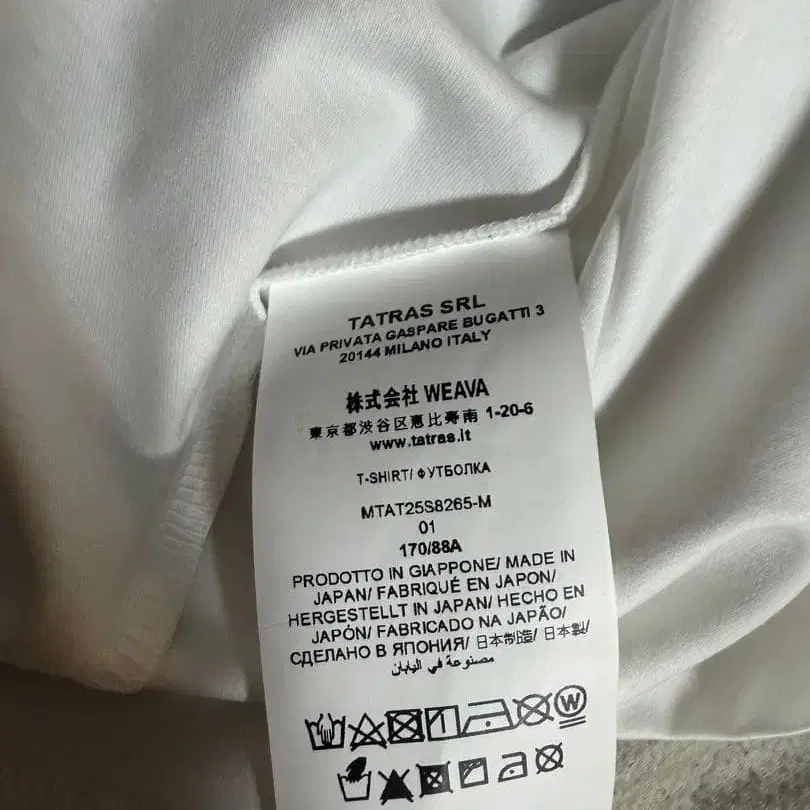 TATRAS SRL
VIA PRIVATA GASPARE BUGATTI 3
20144 MILANO ITALY
株式会社 WEAVA
東京都渋谷区恵比寿南 1-20-6
www.tatras.it
T-SHIRT/ ФУТБОЛКА
MTAT25S8265-M
01
170/88A
PRODOTTO IN GIAPPONE/ MADE IN
JAPAN/ FABRIQUÉ EN JAPON/
HERGESTELLT IN JAPAN/ HECHO EN
JAPÓN/ FABRICADO NA JAPÃO/
СДЕЛАНО В ЯПОНИЯ/ 日本制造/ 日本製/
مصنوعة في اليابان
W